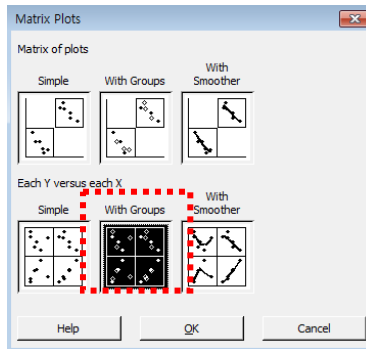 Matrix Plots
Matrix of plots
Simple
With Groups
With
Smoother
Each Y versus each X
Simple
With Groups
With
Smoother
Help
OK
Cancel